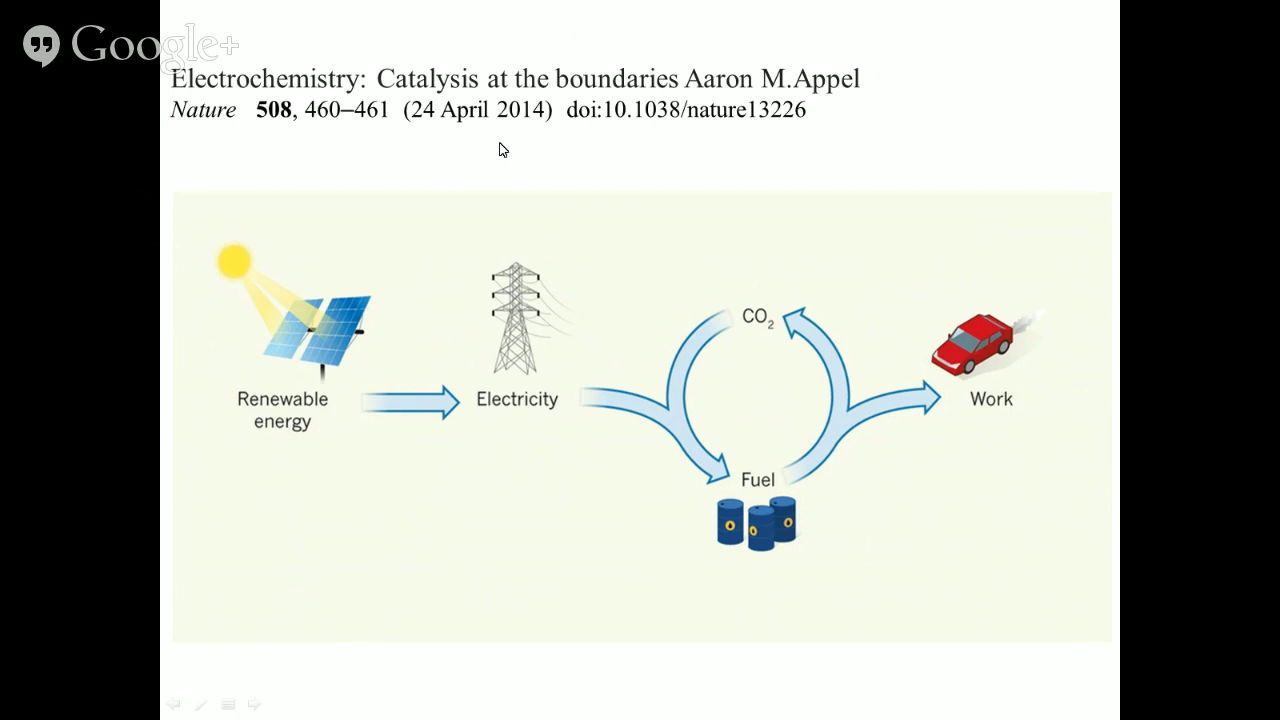 Google+
Electrochemistry: Catalysis at the boundaries Aaron M.Appel
Nature 508, 460–461 (24 April 2014) doi:10.1038/nature13226
Renewable
energy
Electricity
CO₂
Fuel
Work